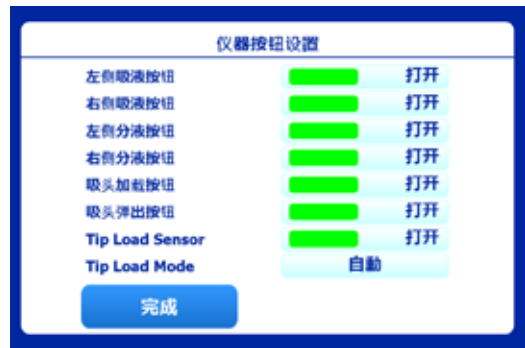 仪器按钮设置
左侧吸液按钮 打开
右侧吸液按钮 打开
左侧分液按钮 打开
右侧分液按钮 打开
吸头加载按钮 打开
吸头弹出按钮 打开
Tip Load Sensor 打开
Tip Load Mode 自動
完成